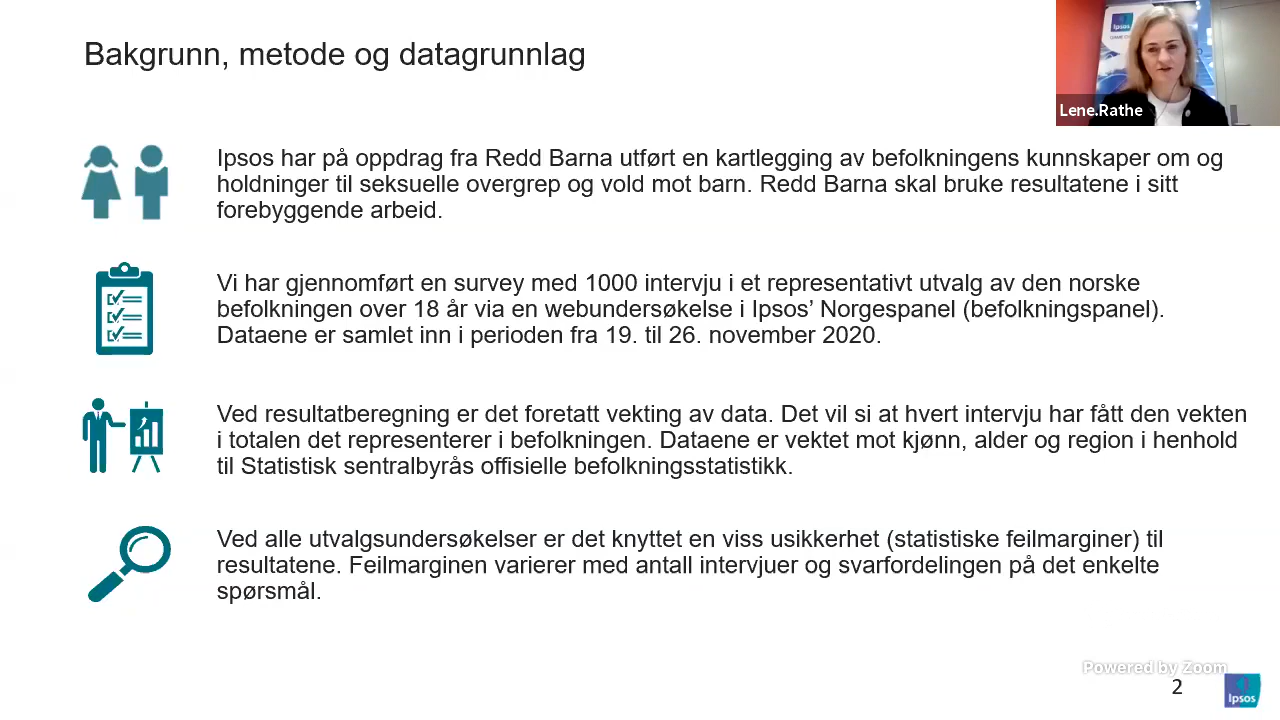 Bakgrunn, metode og datagrunnlag
Ipsos
Lene.Rathe
Ipsos har på oppdrag fra Redd Barna utført en kartlegging av befolkningens kunnskaper om og
holdninger til seksuelle overgrep og vold mot barn. Redd Barna skal bruke resultatene i sitt
forebyggende arbeid.
Vi har gjennomført en survey med 1000 intervju i et representativt utvalg av den norske
befolkningen over 18 år via en webundersøkelse i Ipsos’ Norgespanel (befolkningspanel).
Dataene er samlet inn i perioden fra 19. til 26. november 2020.
Ved resultatberegning er det foretatt vekting av data. Det vil si at hvert intervju har fått den vekten
i totalen det representerer i befolkningen. Dataene er vektet mot kjønn, alder og region i henhold
til Statistisk sentralbyrås offisielle befolkningsstatistikk.
Ved alle utvalgsundersøkelser er det knyttet en viss usikkerhet (statistiske feilmarginer) til
resultatene. Feilmarginen varierer med antall intervjuer og svarfordelingen på det enkelte
spørsmål.
Powered by Zoom
2
Ipsos